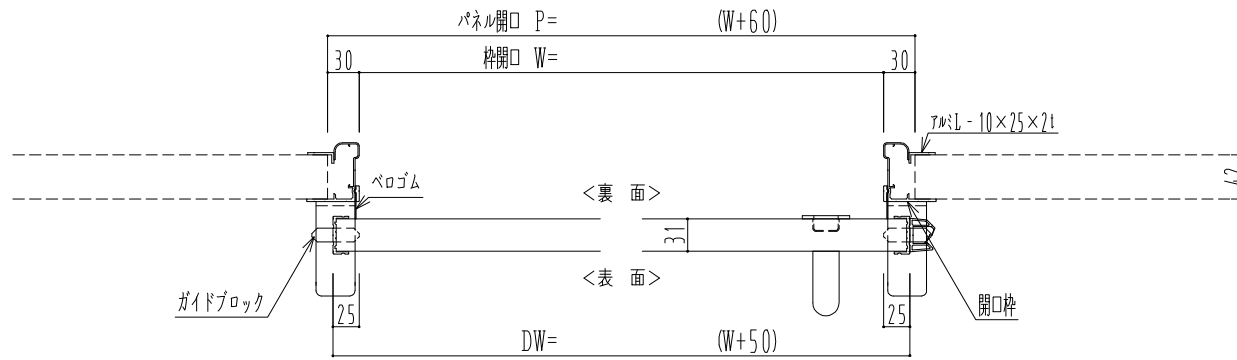 パネル開口 P= (W+60)
30 枠開口 W= 30
アルミL-10×25×2t
ベロゴム
<裏 面>
42
31
<表 面>
ガイドブロック
開口枠
25 25
DW= (W+50)